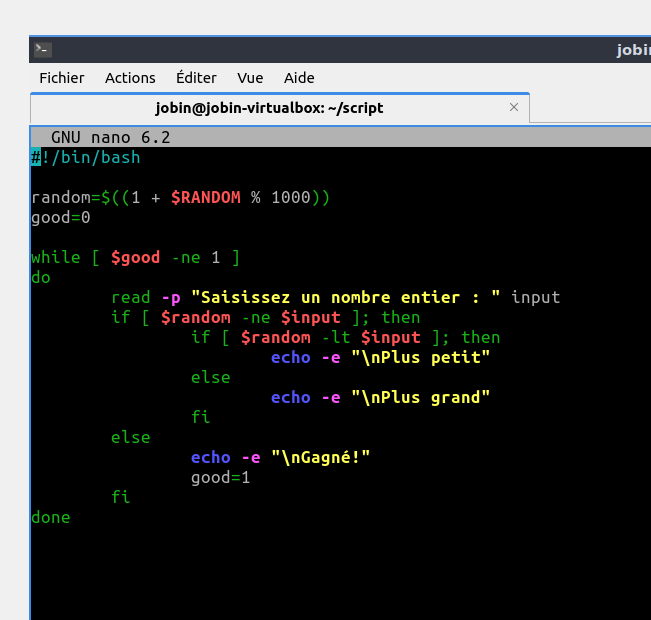 jobin
Fichier Actions Éditer Vue Aide
jobin@jobin-virtualbox: ~/script ×
GNU nano 6.2
#!/bin/bash
random=$((1 + $RANDOM % 1000))
good=0
while [ $good -ne 1 ]
do
        read -p "Saisissez un nombre entier : " input
        if [ $random -ne $input ]; then
                if [ $random -lt $input ]; then
                        echo -e "\nPlus petit"
                else
                        echo -e "\nPlus grand"
                fi
        else
                echo -e "\nGagné!"
                good=1
        fi
done